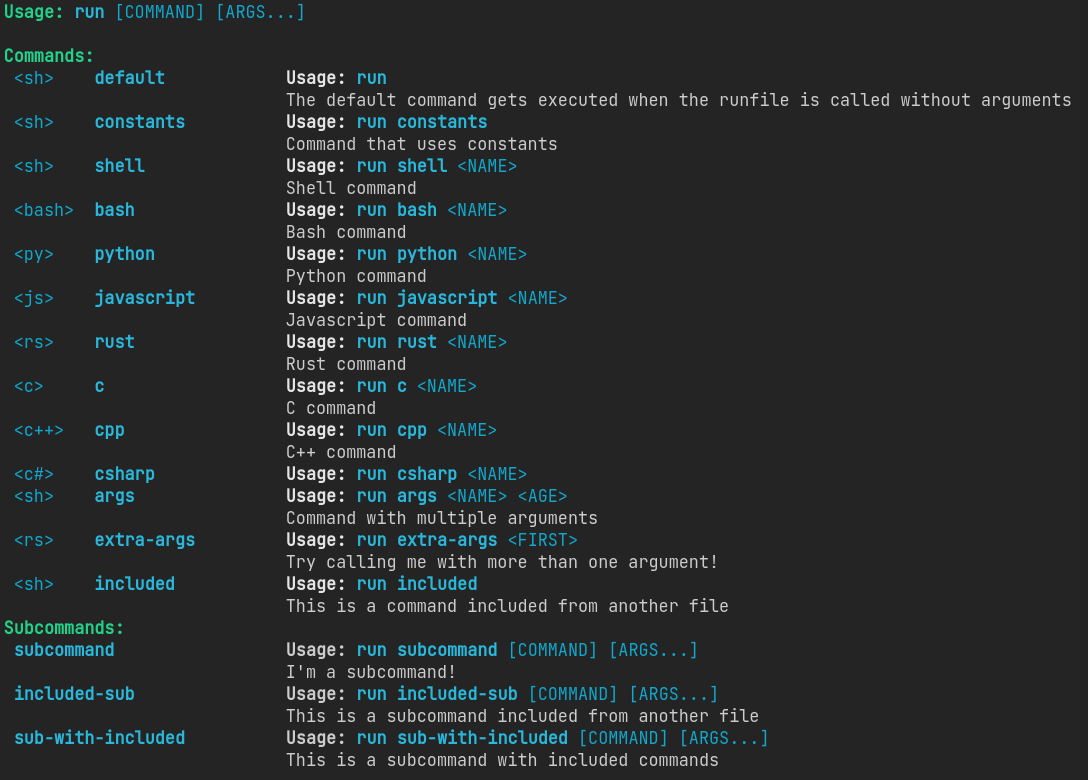 Usage: run [COMMAND] [ARGS...]
Commands:
<sh> default Usage: run
The default command gets executed when the runfile is called without arguments
<sh> constants Usage: run constants
Command that uses constants
<sh> shell Usage: run shell <NAME>
Shell command
<bash> bash Usage: run bash <NAME>
Bash command
<py> python Usage: run python <NAME>
Python command
<js> javascript Usage: run javascript <NAME>
Javascript command
<rs> rust Usage: run rust <NAME>
Rust command
<c> c Usage: run c <NAME>
C command
<c++> cpp Usage: run cpp <NAME>
C++ command
<c#> csharp Usage: run csharp <NAME>
<sh> args Usage: run args <NAME> <AGE>
Command with multiple arguments
<rs> extra-args Usage: run extra-args <FIRST>
Try calling me with more than one argument!
<sh> included Usage: run included
This is a command included from another file
Subcommands:
subcommand Usage: run subcommand [COMMAND] [ARGS...]
I'm a subcommand!
included-sub Usage: run included-sub [COMMAND] [ARGS...]
This is a subcommand included from another file
sub-with-included Usage: run sub-with-included [COMMAND] [ARGS...]
This is a subcommand with included commands